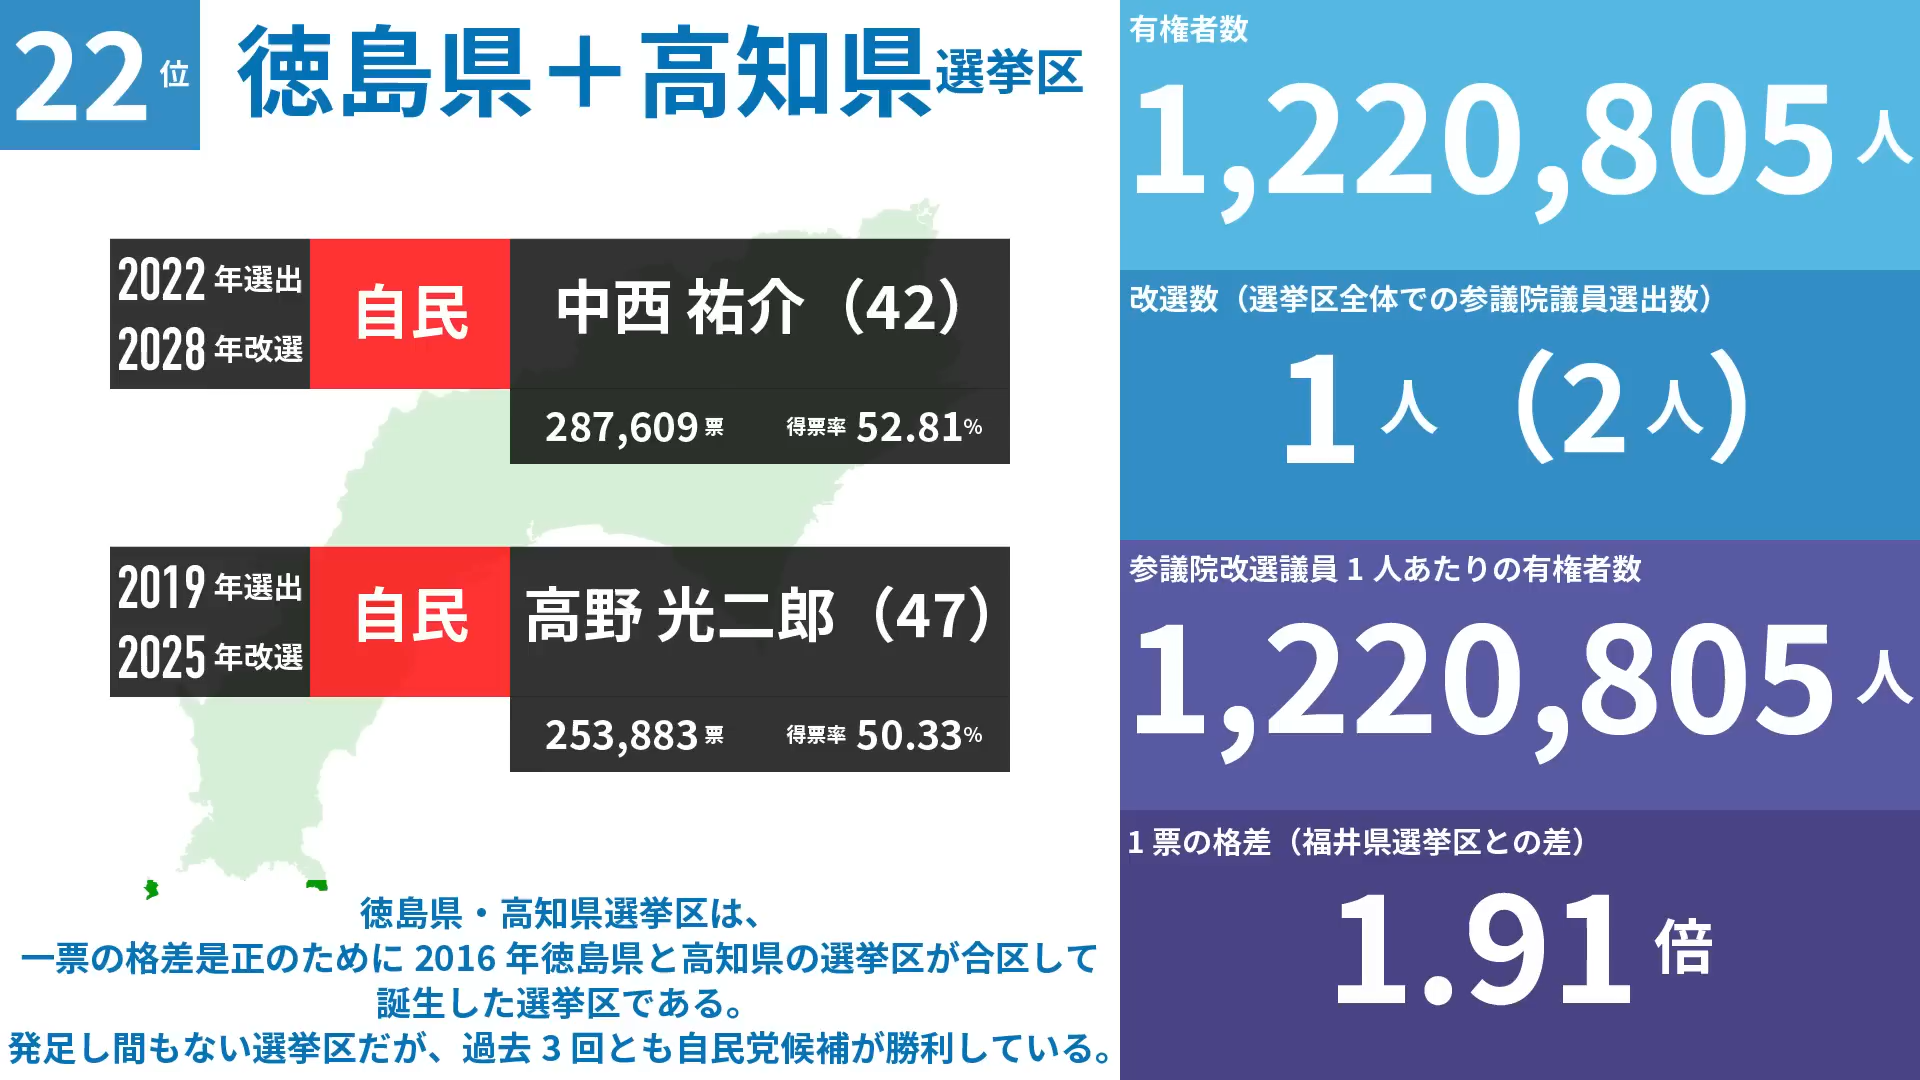 22位
徳島県＋高知県選挙区
2022年選出
2028年改選
自民
中西 祐介（42）
287,609票 得票率 52.81%
2019年選出
2025年改選
自民
高野 光二郎（47）
253,883票 得票率 50.33%
徳島県・高知県選挙区は、
一票の格差是正のために 2016 年徳島県と高知県の選挙区が合区して
誕生した選挙区である。
発足し間もない選挙区だが、過去 3 回とも自民党候補が勝利している。
有権者数
1,220,805人
改選数（選挙区全体での参議院議員選出数）
1人（2人）
参議院改選議員 1 人あたりの有権者数
1,220,805人
1 票の格差（福井県選挙区との差）
1.91倍